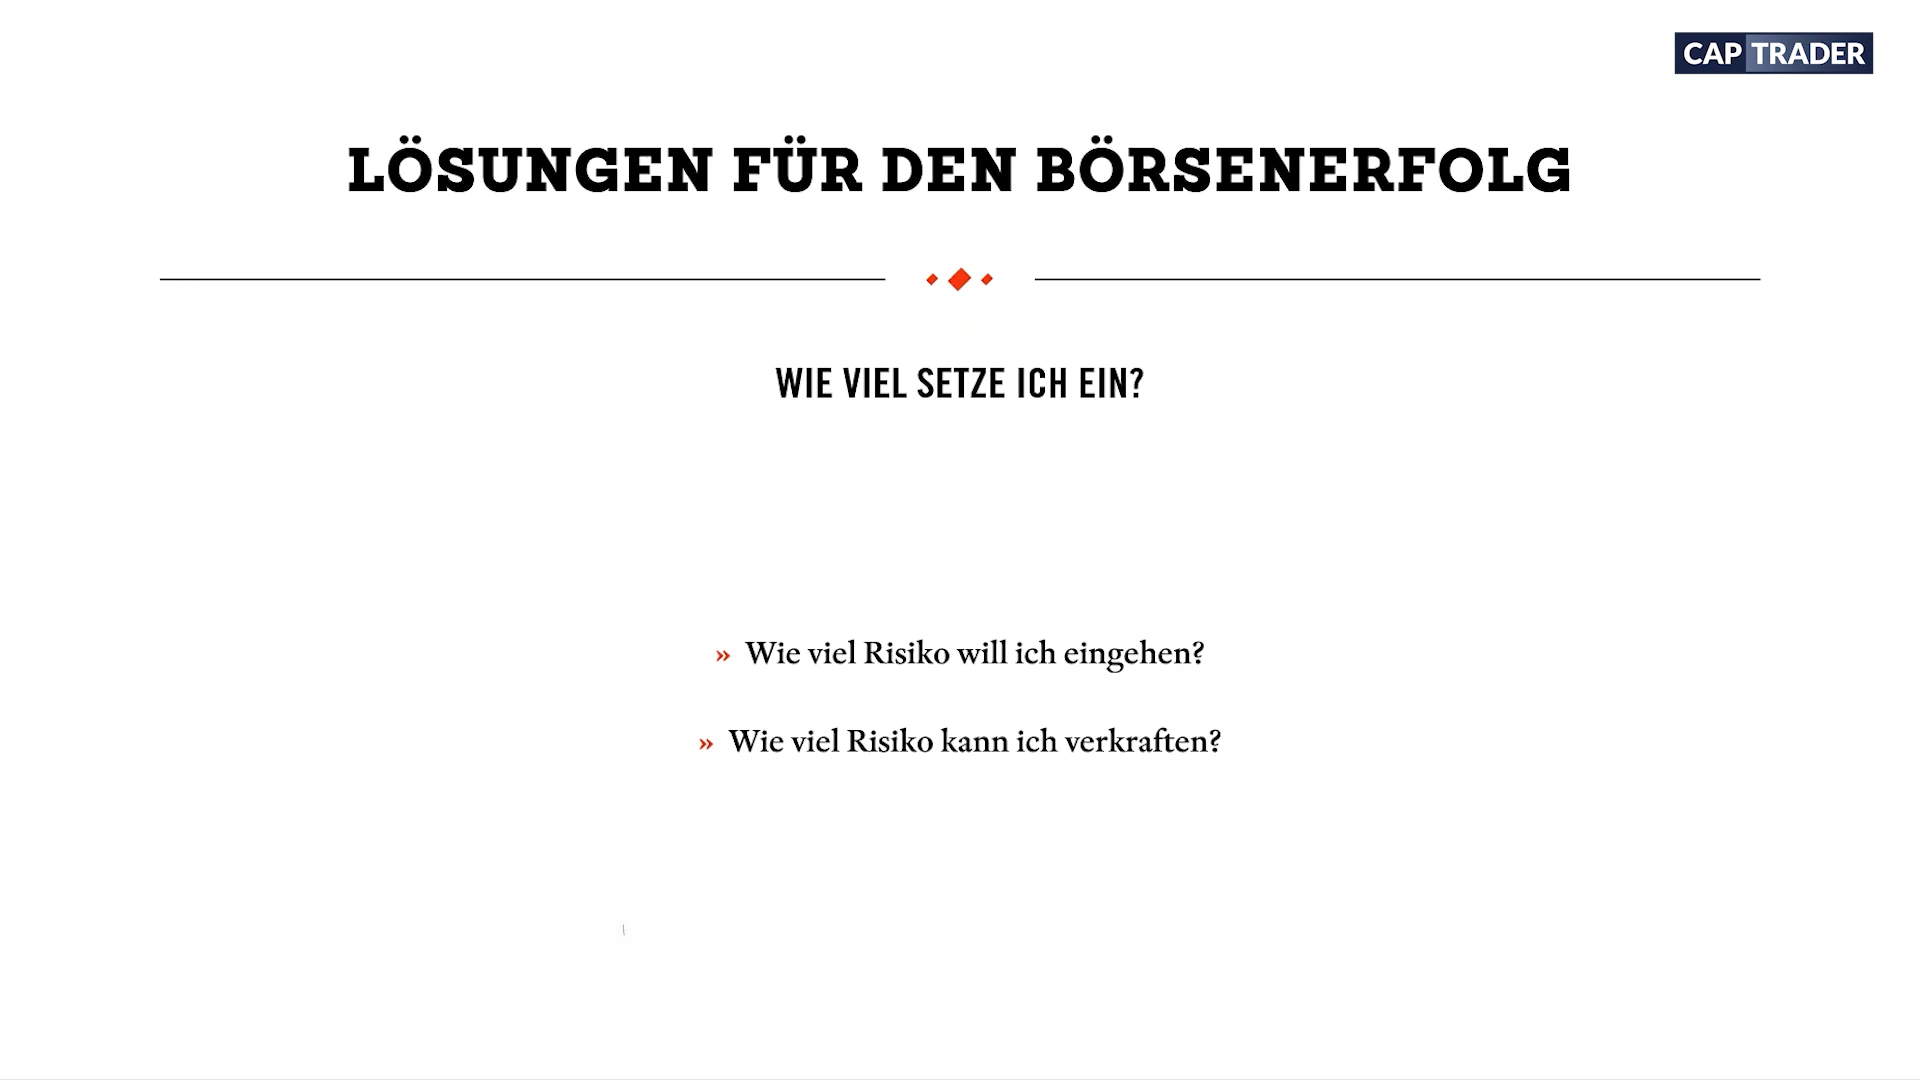 CAP TRADER
LÖSUNGEN FÜR DEN BÖRSENERFOLG
WIE VIEL SETZE ICH EIN?
» Wie viel Risiko will ich eingehen?
» Wie viel Risiko kann ich verkraften?